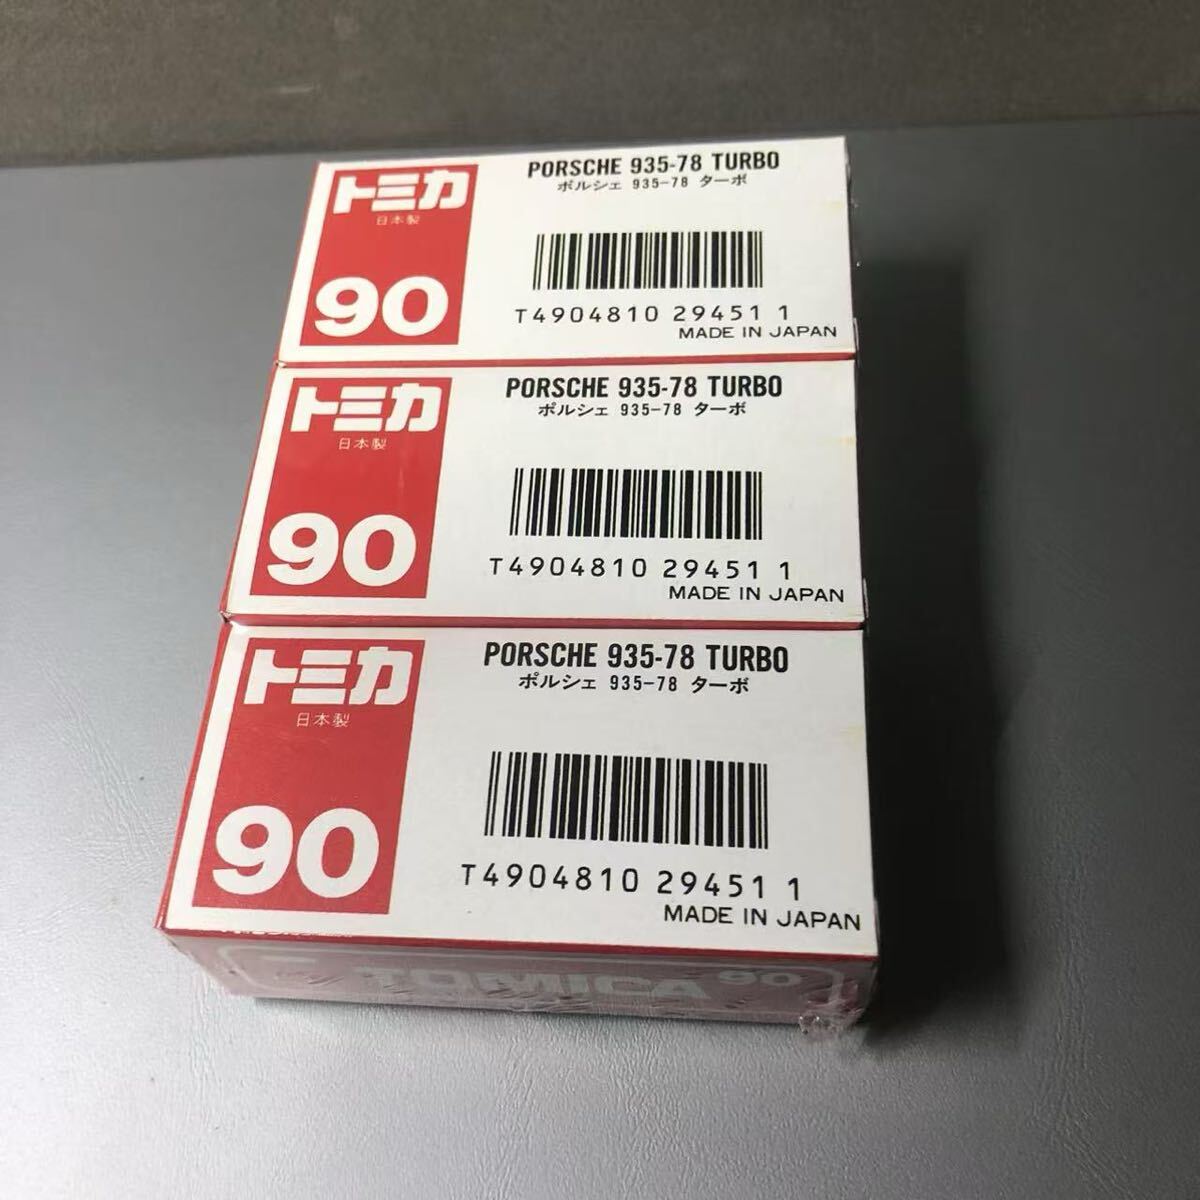 トミカ
日本製
90
PORSCHE 935-78 TURBO
ポルシェ 935-78 ターボ
T4904810 29451 1
MADE IN JAPAN
トミカ
日本製
90
PORSCHE 935-78 TURBO
ポルシェ 935-78 ターボ
T4904810 29451 1
MADE IN JAPAN
トミカ
日本製
90
PORSCHE 935-78 TURBO
ポルシェ 935-78 ターボ
T4904810 29451 1
MADE IN JAPAN
TOMICA 90